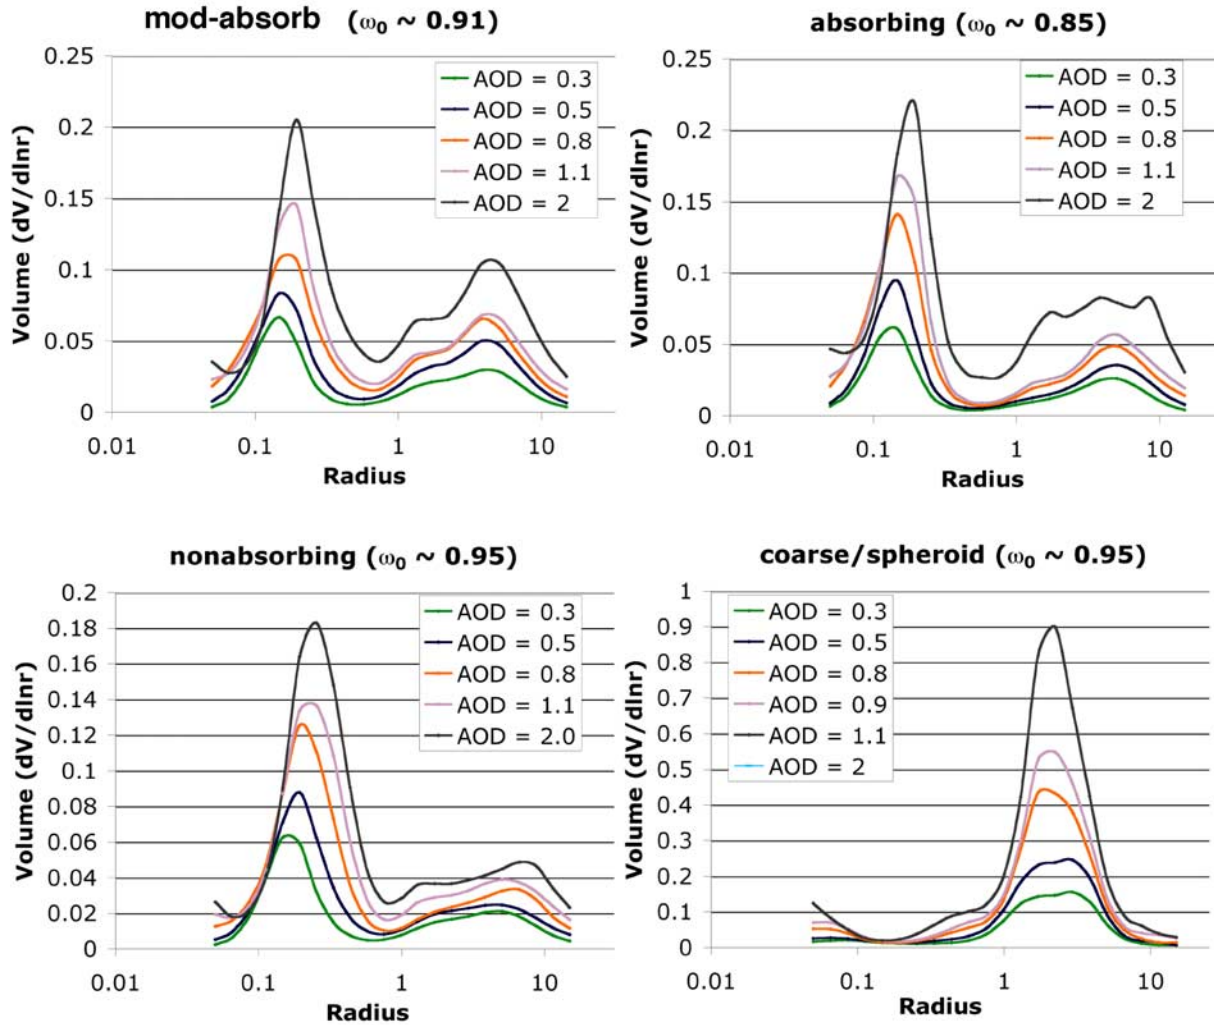 mod-absorb (ω₀ ~ 0.91)
0.25
0.2
0.15
0.1
0.05
0
Volume (dV/dlnr)
AOD = 0.3
AOD = 0.5
AOD = 0.8
AOD = 1.1
AOD = 2
0.01 0.1 1 10
Radius
absorbing (ω₀ ~ 0.85)
0.25
0.2
0.15
0.1
0.05
0
Volume (dV/dlnr)
AOD = 0.3
AOD = 0.5
AOD = 0.8
AOD = 1.1
AOD = 2
0.01 0.1 1 10
Radius
nonabsorbing (ω₀ ~ 0.95)
0.2
0.18
0.16
0.14
0.12
0.1
0.08
0.06
0.04
0.02
0
Volume (dV/dlnr)
AOD = 0.3
AOD = 0.5
AOD = 0.8
AOD = 1.1
AOD = 2.0
0.01 0.1 1 10
Radius
coarse/spheroid (ω₀ ~ 0.95)
1
0.9
0.8
0.7
0.6
0.5
0.4
0.3
0.2
0.1
0
Volume (dV/dlnr)
AOD = 0.3
AOD = 0.5
AOD = 0.8
AOD = 0.9
AOD = 1.1
AOD = 2
0.01 0.1 1 10
Radius